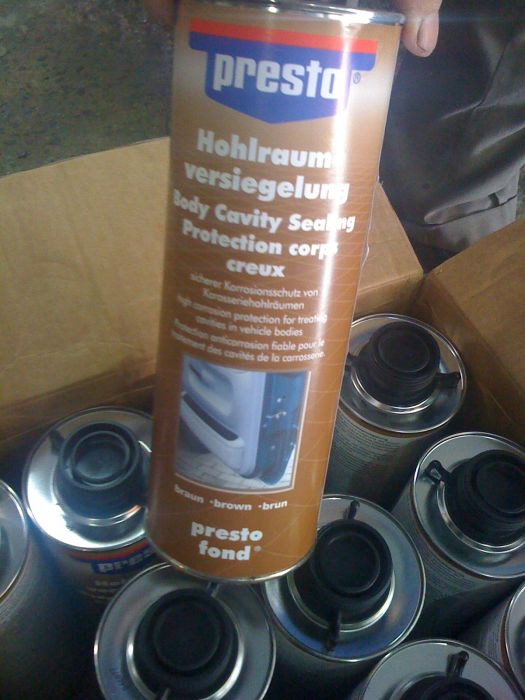 presto®
Hohlraum
versiegelung
Body Cavity Sealing
Protection corps
creux
sicherer Korrosionsschutz von
Karosseriehohlräumen
high corrosion protection for treating
cavities in vehicle bodies
Protection anticorrosion fiable pour le
traitement des cavités de la carrosserie
braun · brown · brun
presto
fond®
prest